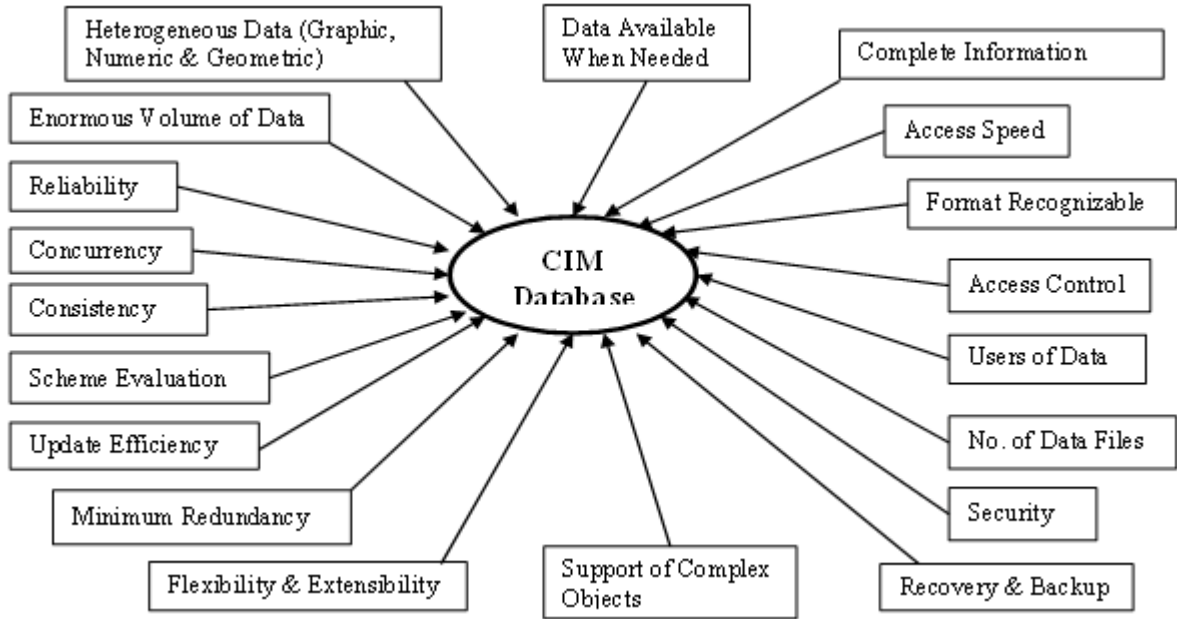 Heterogeneous Data (Graphic,
Numeric & Geometric)
Data Available
When Needed
Complete Information
Enormous Volume of Data
Access Speed
Reliability
Format Recognizable
Concurrency
CIM
Database
Access Control
Consistency
Users of Data
Scheme Evaluation
Update Efficiency
No. of Data Files
Minimum Redundancy
Security
Flexibility & Extensibility
Support of Complex
Objects
Recovery & Backup